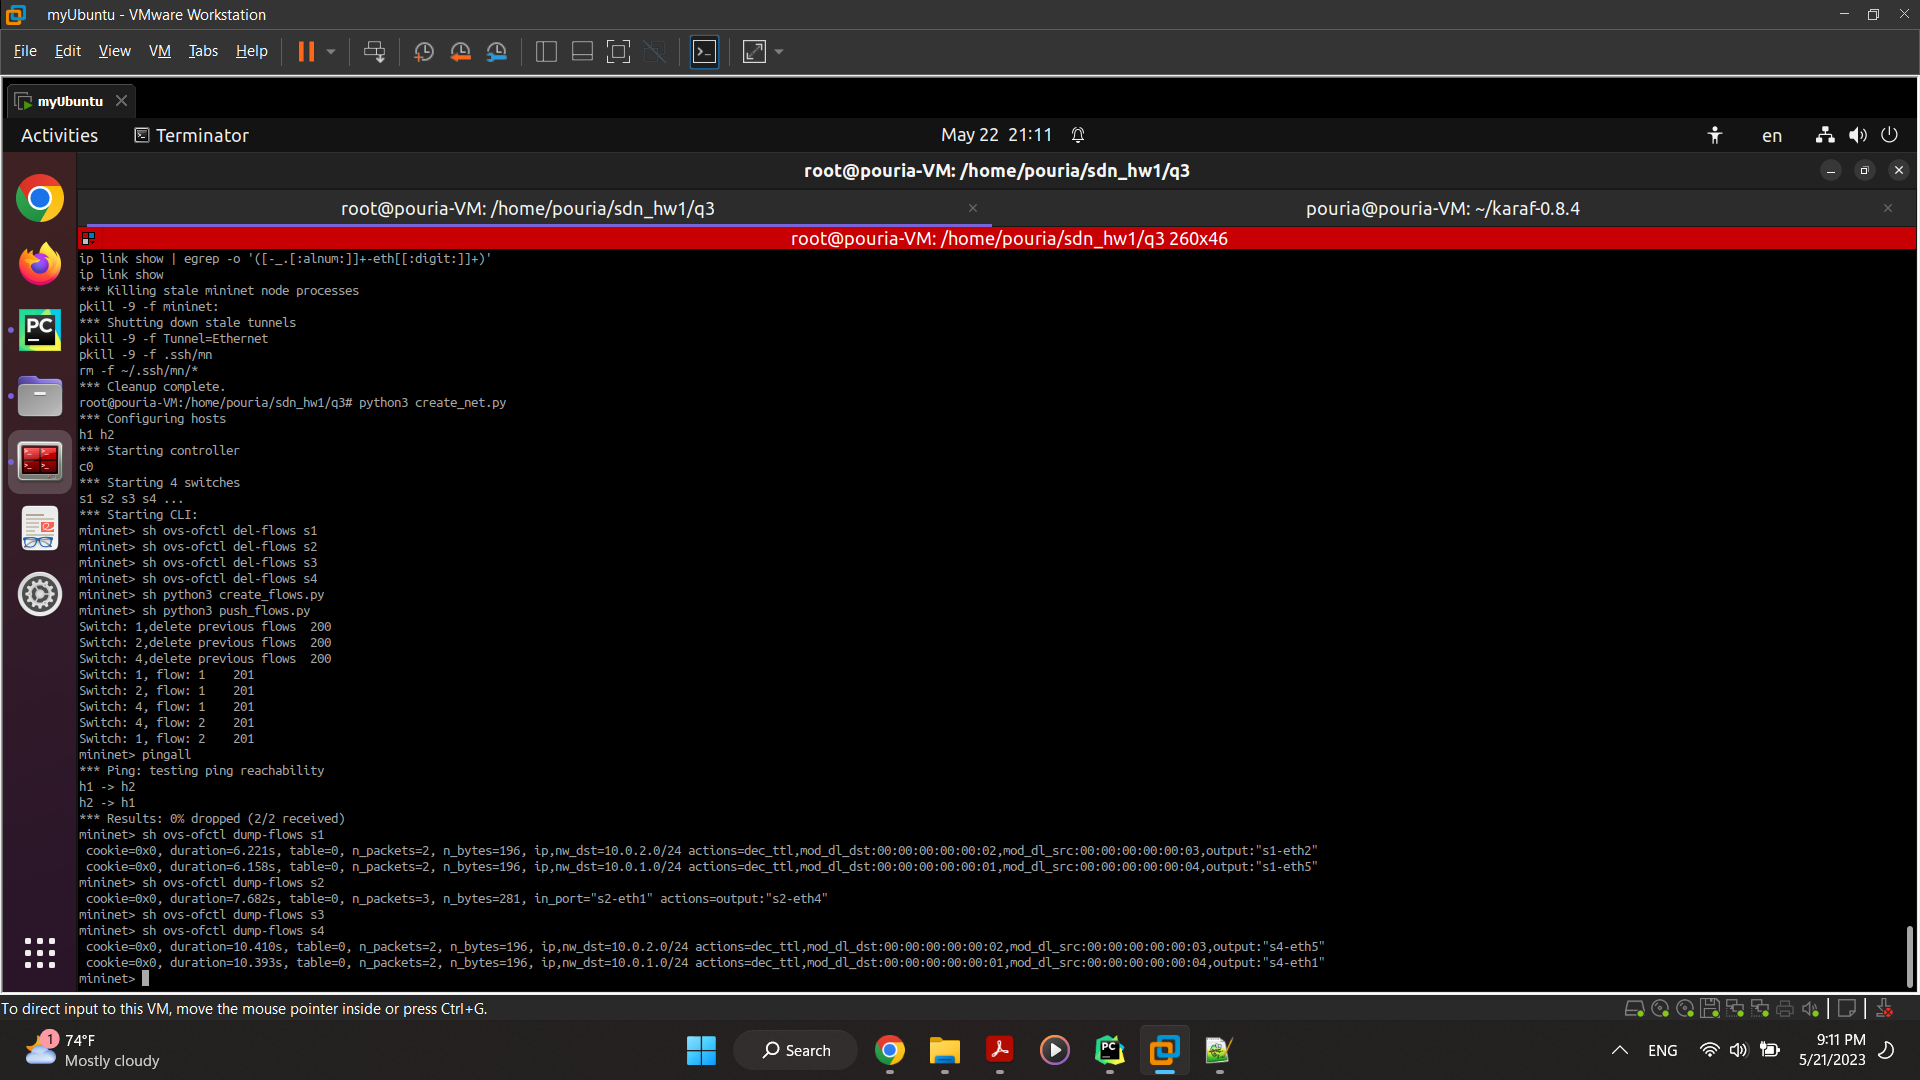 myUbuntu - VMware Workstation
File Edit View VM Tabs Help
myUbuntu
Activities Terminator May 22 21:11 en
root@pouria-VM: /home/pouria/sdn_hw1/q3
root@pouria-VM: /home/pouria/sdn_hw1/q3 pouria@pouria-VM: ~/karaf-0.8.4
root@pouria-VM: /home/pouria/sdn_hw1/q3 260x46
ip link show | egrep -o '([-_.[:alnum:]]+-eth[[:digit:]]+)'
ip link show
*** Killing stale mininet node processes
pkill -9 -f mininet:
*** Shutting down stale tunnels
pkill -9 -f Tunnel=Ethernet
pkill -9 -f .ssh/mn
rm -f ~/.ssh/mn/*
*** Cleanup complete.
root@pouria-VM:/home/pouria/sdn_hw1/q3# python3 create_net.py
*** Configuring hosts
h1 h2
*** Starting controller
c0
*** Starting 4 switches
s1 s2 s3 s4 ...
*** Starting CLI:
mininet> sh ovs-ofctl del-flows s1
mininet> sh ovs-ofctl del-flows s2
mininet> sh ovs-ofctl del-flows s3
mininet> sh ovs-ofctl del-flows s4
mininet> sh python3 create_flows.py
mininet> sh python3 push_flows.py
Switch: 1,delete previous flows  200
Switch: 2,delete previous flows  200
Switch: 4,delete previous flows  200
Switch: 1, flow: 1    201
Switch: 2, flow: 1    201
Switch: 4, flow: 1    201
Switch: 4, flow: 2    201
Switch: 1, flow: 2    201
mininet> pingall
*** Ping: testing ping reachability
h1 -> h2
h2 -> h1
*** Results: 0% dropped (2/2 received)
mininet> sh ovs-ofctl dump-flows s1
cookie=0x0, duration=6.221s, table=0, n_packets=2, n_bytes=196, ip,nw_dst=10.0.2.0/24 actions=dec_ttl,mod_dl_dst:00:00:00:00:00:02,mod_dl_src:00:00:00:00:00:03,output:"s1-eth2"
cookie=0x0, duration=6.158s, table=0, n_packets=2, n_bytes=196, ip,nw_dst=10.0.1.0/24 actions=dec_ttl,mod_dl_dst:00:00:00:00:00:01,mod_dl_src:00:00:00:00:00:04,output:"s1-eth5"
mininet> sh ovs-ofctl dump-flows s2
cookie=0x0, duration=7.682s, table=0, n_packets=3, n_bytes=281, in_port="s2-eth1" actions=output:"s2-eth4"
mininet> sh ovs-ofctl dump-flows s3
mininet> sh ovs-ofctl dump-flows s4
cookie=0x0, duration=10.410s, table=0, n_packets=2, n_bytes=196, ip,nw_dst=10.0.2.0/24 actions=dec_ttl,mod_dl_dst:00:00:00:00:00:02,mod_dl_src:00:00:00:00:00:03,output:"s4-eth5"
cookie=0x0, duration=10.393s, table=0, n_packets=2, n_bytes=196, ip,nw_dst=10.0.1.0/24 actions=dec_ttl,mod_dl_dst:00:00:00:00:00:01,mod_dl_src:00:00:00:00:00:04,output:"s4-eth1"
mininet>
To direct input to this VM, move the mouse pointer inside or press Ctrl+G.
1
74°F
Mostly cloudy
Search
ENG
9:11 PM
5/21/2023